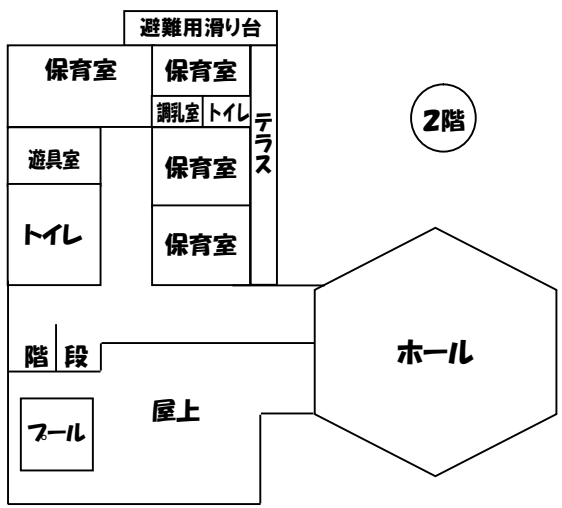 避難用滑り台
保育室
保育室
調乳室
トイレ
テラス
2階
遊具室
保育室
トイレ
保育室
階段
ホール
屋上
プール